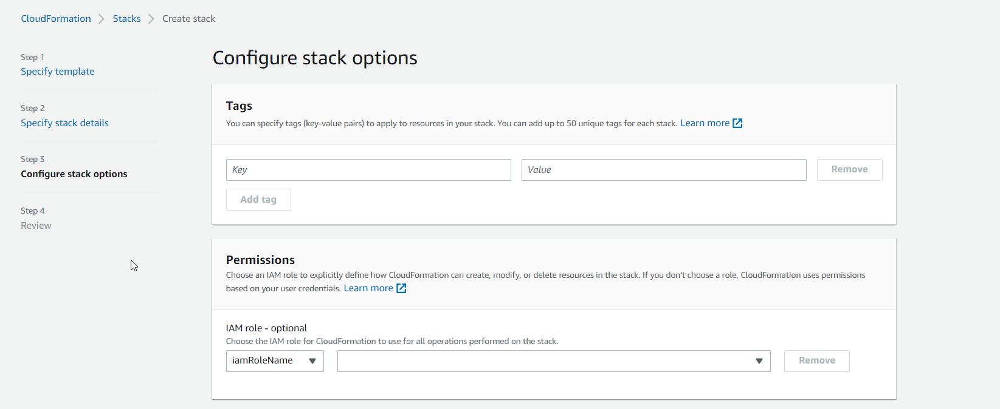 CloudFormation Stacks Create stack
Step 1
Specify template
Step 2
Specify stack details
Step 3
Configure stack options
Step 4
Review
Configure stack options
Tags
You can specify tags (key-value pairs) to apply to resources in your stack. You can add up to 50 unique tags for each stack. Learn more
Key Value Remove
Add tag
Permissions
Choose an IAM role to explicitly define how CloudFormation can create, modify, or delete resources in the stack. If you don't choose a role, CloudFormation uses permissions
based on your user credentials. Learn more
IAM role - optional
Choose the IAM role for CloudFormation to use for all operations performed on the stack.
iamRoleName Remove